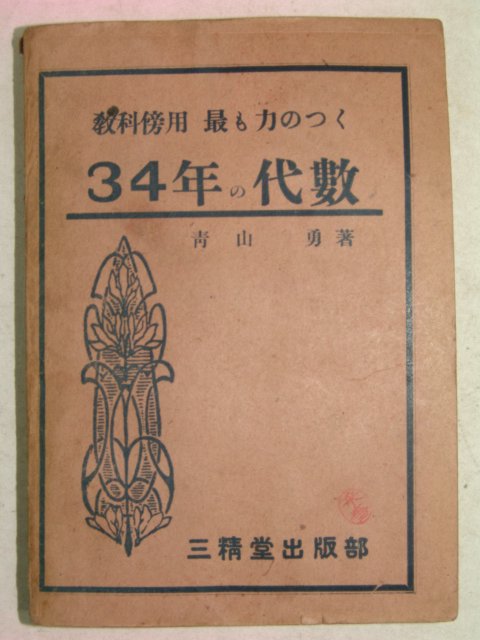 敎科傍用 最も力のつく
34年の代數
青山 勇著
三精堂出版部